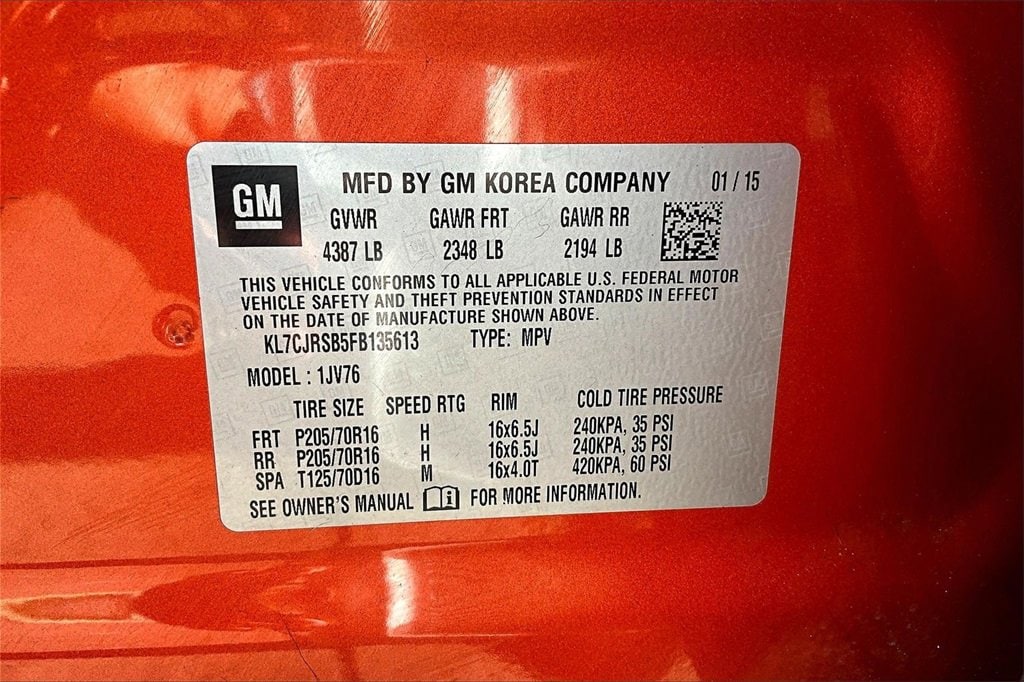 GM MFD BY GM KOREA COMPANY 01 / 15
GVWR GAWR FRT GAWR RR
4387 LB 2348 LB 2194 LB
THIS VEHICLE CONFORMS TO ALL APPLICABLE U.S. FEDERAL MOTOR
VEHICLE SAFETY AND THEFT PREVENTION STANDARDS IN EFFECT
ON THE DATE OF MANUFACTURE SHOWN ABOVE.
KL7CJRSB5FB135613 TYPE: MPV
MODEL : 1JV76
TIRE SIZE SPEED RTG RIM COLD TIRE PRESSURE
FRT P205/70R16 H 16x6.5J 240KPA, 35 PSI
RR P205/70R16 H 16x6.5J 240KPA, 35 PSI
SPA T125/70D16 M 16x4.0T 420KPA, 60 PSI
SEE OWNER'S MANUAL FOR MORE INFORMATION.